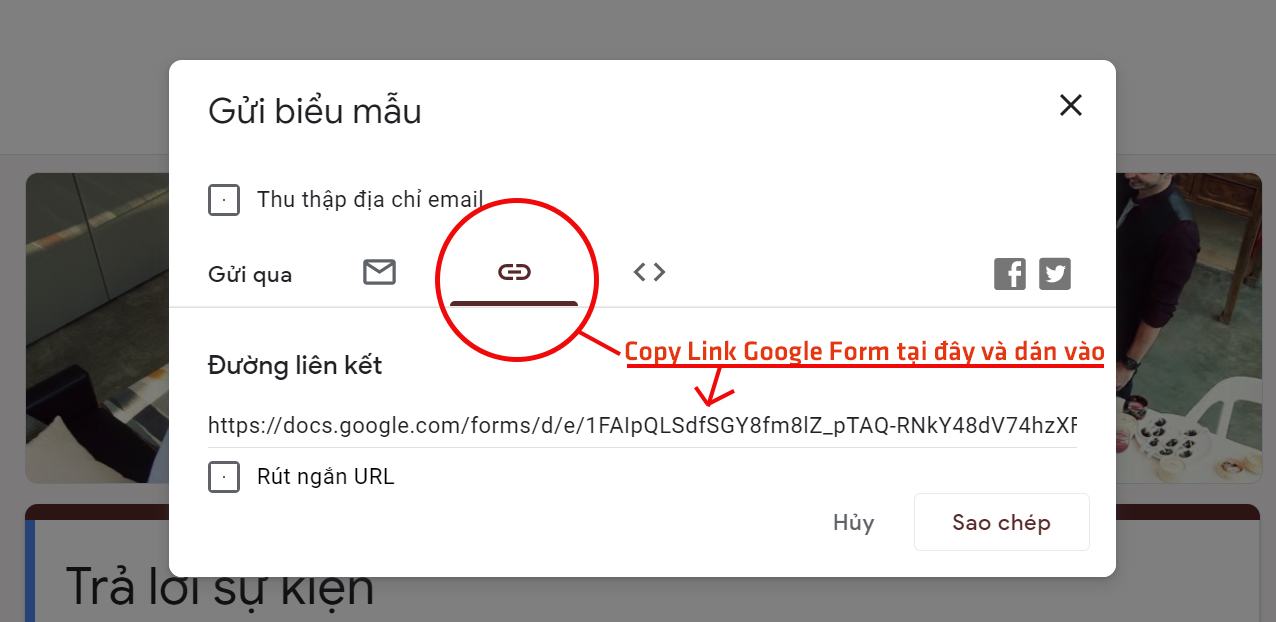 Gửi biểu mẫu
Thu thập địa chỉ email
Gửi qua
Copy Link Google Form tại đây và dán vào
Đường liên kết
https://docs.google.com/forms/d/e/1FAIpQLSdfSGY8fm8lZ_pTAQ-RNkY48dV74hzXF
Rút ngắn URL
Hủy
Sao chép
Trả lời sự kiện